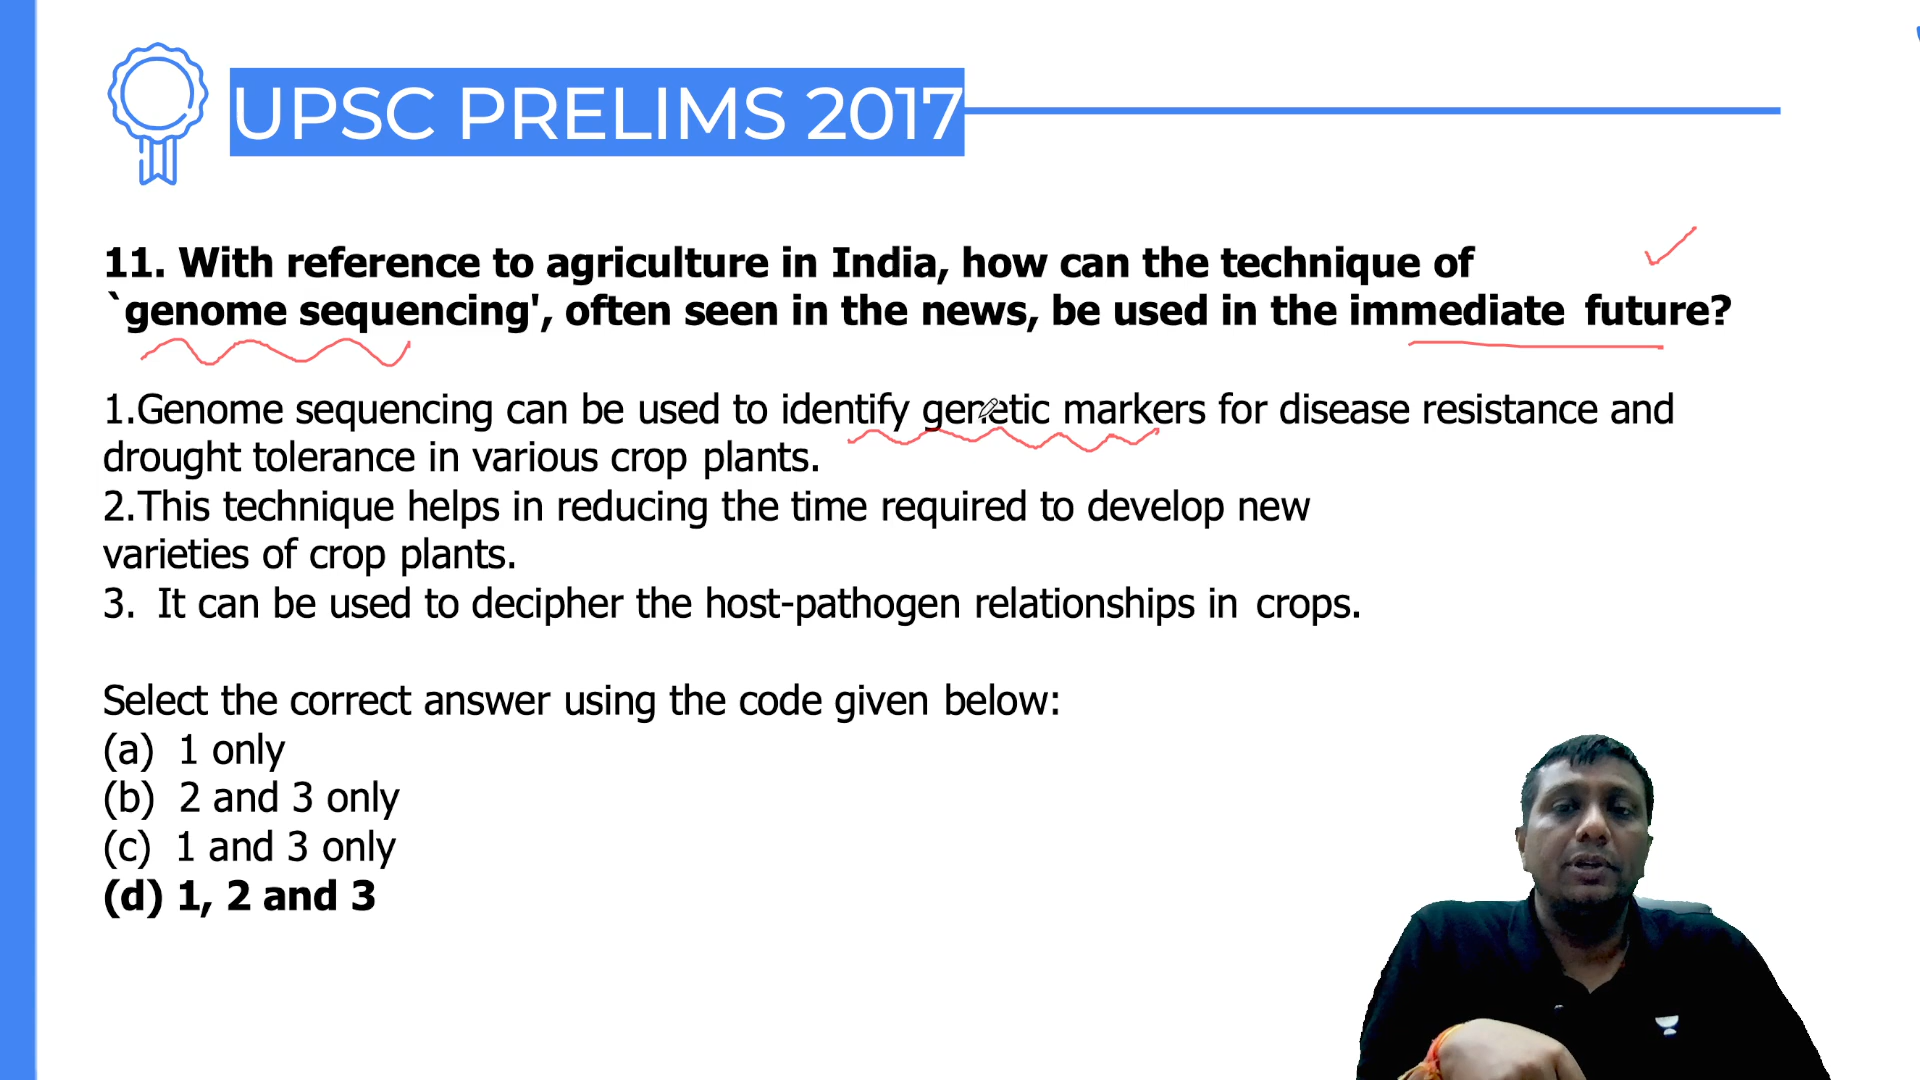 UPSC PRELIMS 2017
11. With reference to agriculture in India, how can the technique of
`genome sequencing', often seen in the news, be used in the immediate future?
1.Genome sequencing can be used to identify genetic markers for disease resistance and
drought tolerance in various crop plants.
2.This technique helps in reducing the time required to develop new
varieties of crop plants.
3. It can be used to decipher the host-pathogen relationships in crops.
Select the correct answer using the code given below:
(a) 1 only
(b) 2 and 3 only
(c) 1 and 3 only
(d) 1, 2 and 3